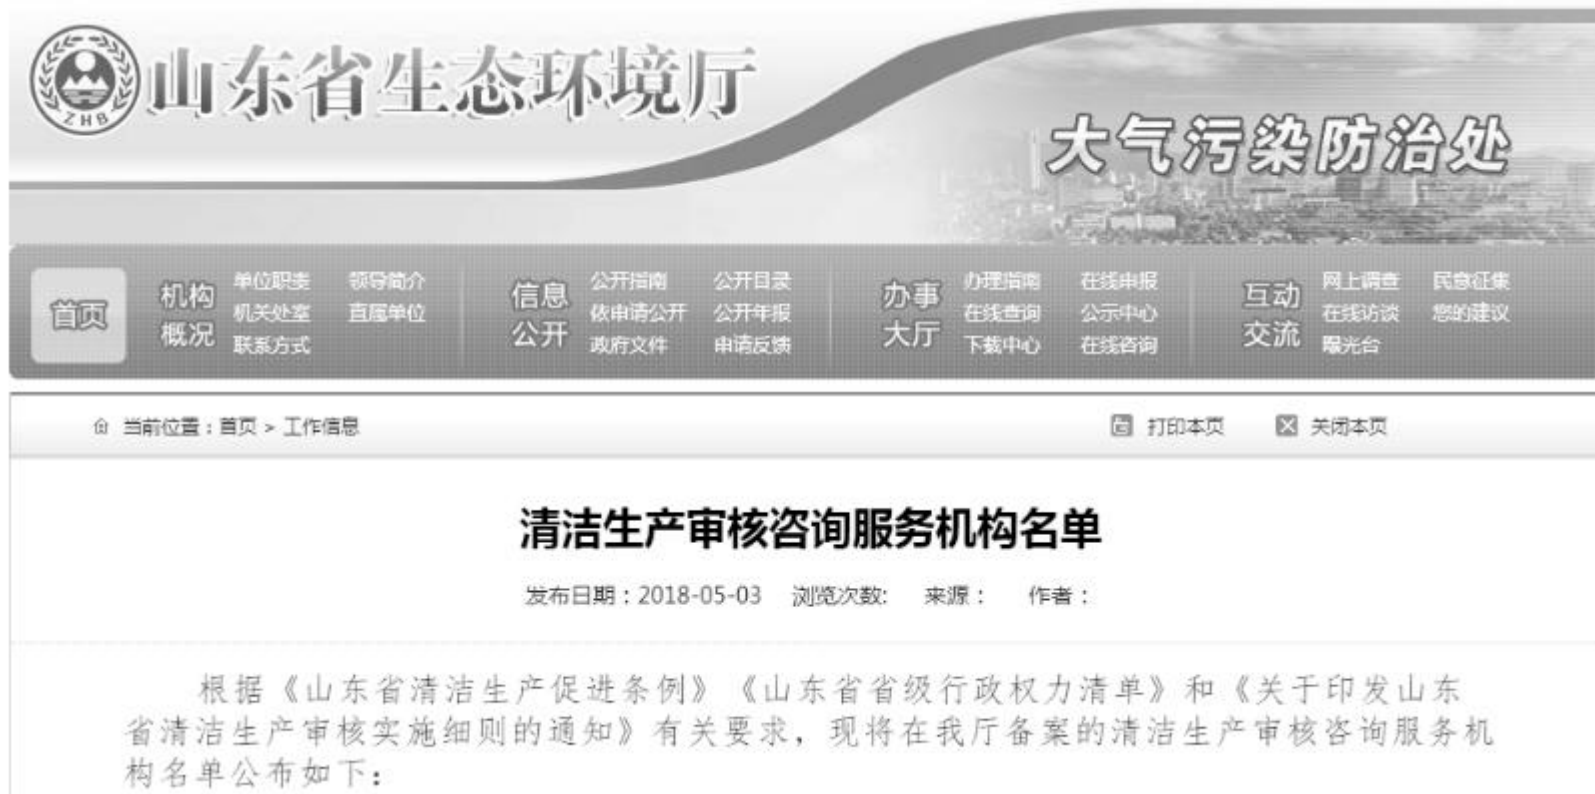 山东省生态环境厅
ZHB
大气污染防治处
首页
机构概况
单位职责 领导简介
机关处室 直属单位
联系方式
信息公开
公开指南 公开目录
依申请公开 公开年报
政府文件 申请反馈
办事大厅
办理指南 在线申报
在线查询 公示中心
下载中心 在线咨询
互动交流
网上调查 民意征集
在线访谈 您的建议
曝光台
当前位置：首页 > 工作信息
打印本页 关闭本页
清洁生产审核咨询服务机构名单
发布日期：2018-05-03 浏览次数: 来源： 作者：
根据《山东省清洁生产促进条例》《山东省省级行政权力清单》和《关于印发山东
省清洁生产审核实施细则的通知》有关要求，现将在我厅备案的清洁生产审核咨询服务机
构名单公布如下：